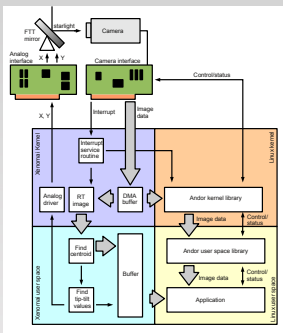 starlight
FTT
mirror
Camera
Analog
interface
X
Y
Camera interface
Control/status
X, Y
Interrupt
Image
data
Xenomai Kernel
Linux kernel
Interrupt
service
routine
Analog
driver
RT
image
DMA
buffer
Andor kernel library
Image data
Control/
status
Xenomai user space
Linux user space
Find
centroid
Buffer
Andor user space library
Image data
Control/
status
Find
tip-tilt
values
Application